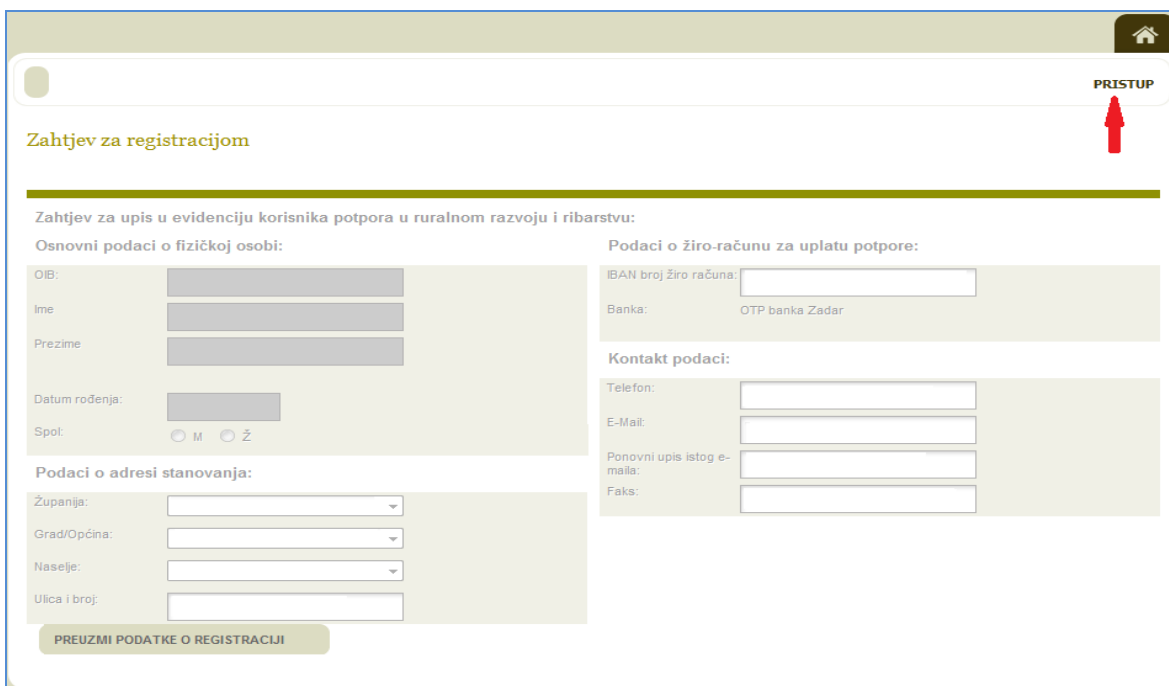 PRISTUP
Zahtjev za registracijom
Zahtjev za upis u evidenciju korisnika potpora u ruralnom razvoju i ribarstvu:
Osnovni podaci o fizičkoj osobi:
OIB:
Ime
Prezime
Datum rođenja:
Spol:
M Ž
Podaci o adresi stanovanja:
Županija:
Grad/Općina:
Naselje:
Ulica i broj:
PREUZMI PODATKE O REGISTRACIJI
Podaci o žiro-računu za uplatu potpore:
IBAN broj žiro računa:
Banka: OTP banka Zadar
Kontakt podaci:
Telefon:
E-Mail:
Ponovni upis istog e-
maila:
Faks: